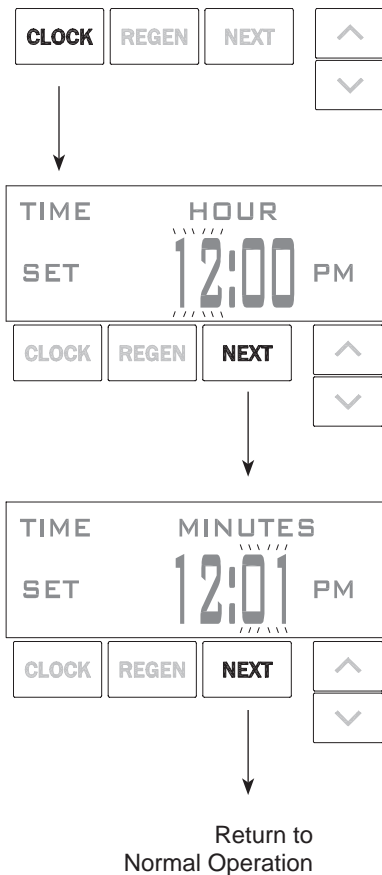 CLOCK REGEN NEXT
TIME HOUR
SET 12:00 PM
CLOCK REGEN NEXT
TIME MINUTES
SET 12:01 PM
CLOCK REGEN NEXT
Return to
Normal Operation